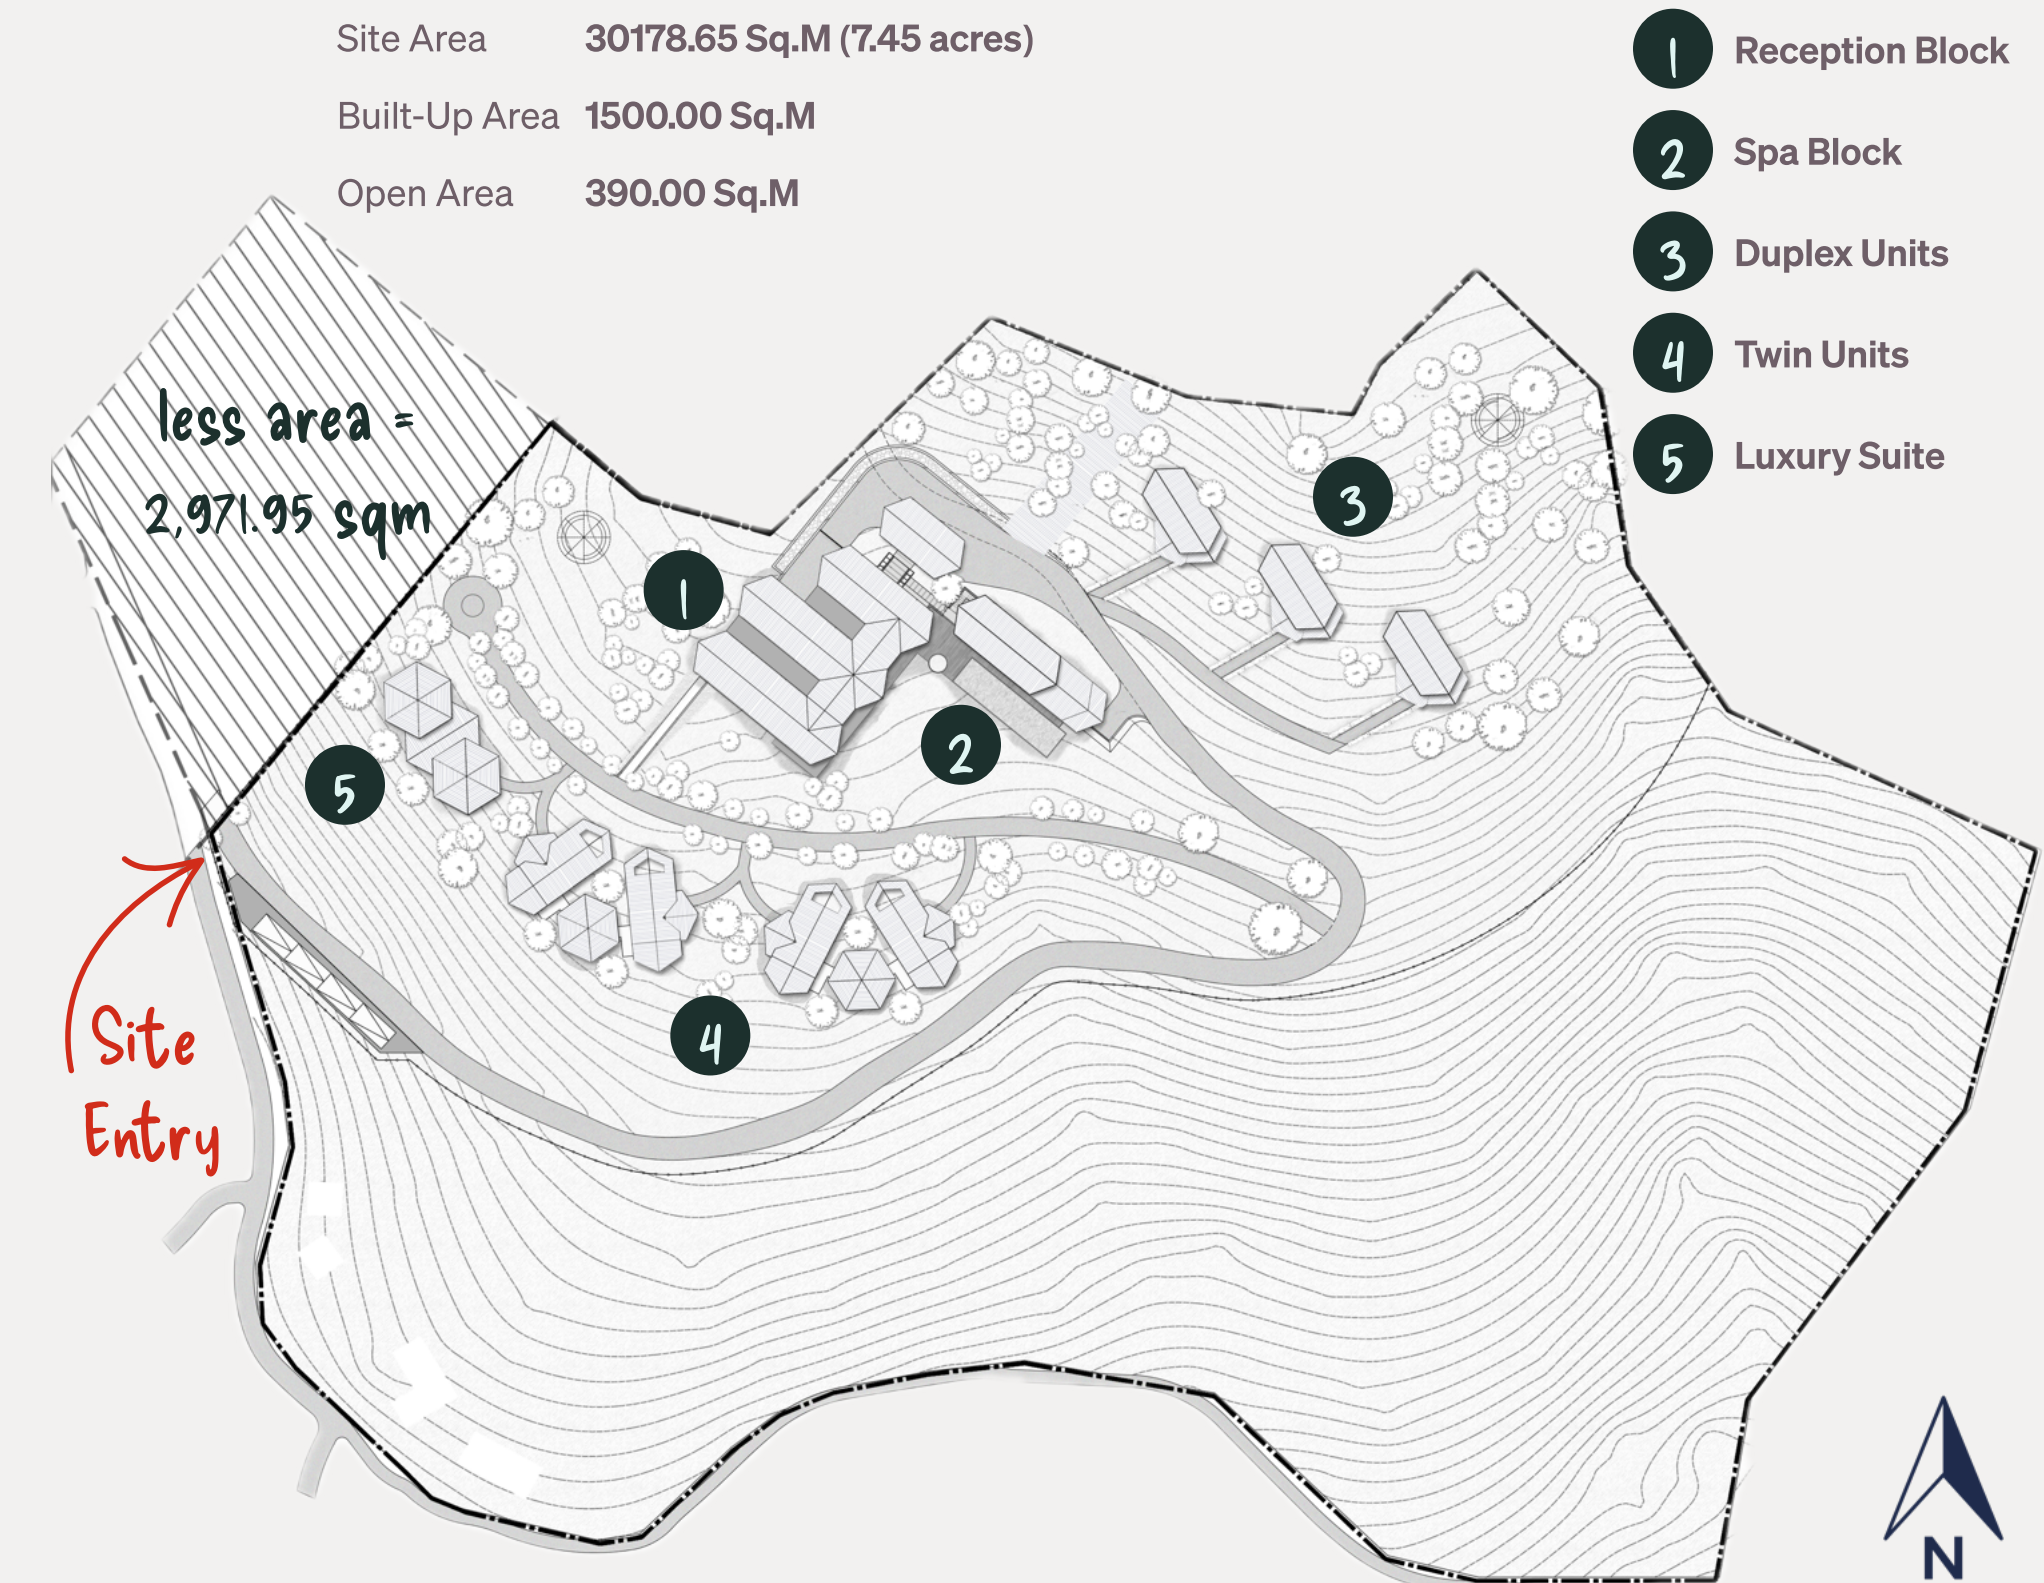 Site Area 30178.65 Sq.M (7.45 acres)
Built-Up Area 1500.00 Sq.M
Open Area 390.00 Sq.M
1 Reception Block
2 Spa Block
3 Duplex Units
4 Twin Units
5 Luxury Suite
less area =
2,971.95 sqm
3
1
2
5
Site
Entry
4
N